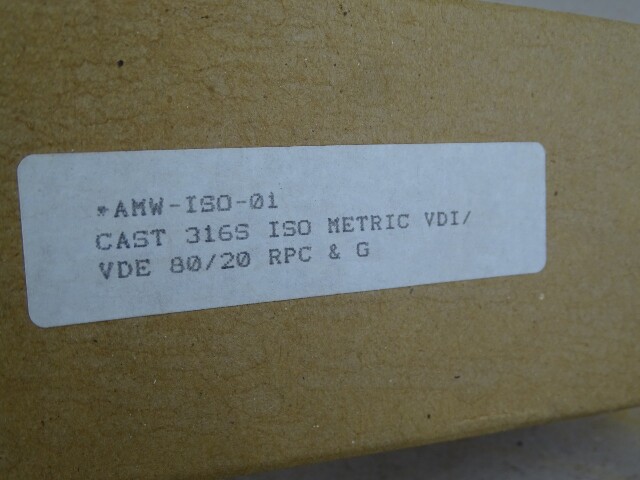 *AMW-ISO-01
CAST 316S ISO METRIC VDI/
VDE 80/20 RPC & G